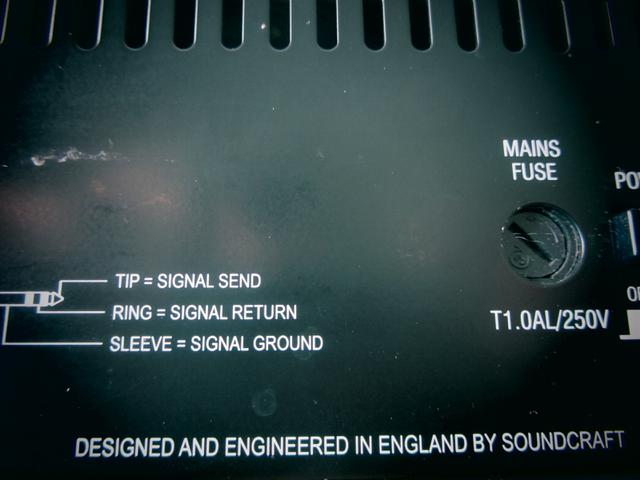 MAINS
FUSE
TIP = SIGNAL SEND
RING = SIGNAL RETURN
SLEEVE = SIGNAL GROUND
T1.0AL/250V
DESIGNED AND ENGINEERED IN ENGLAND BY SOUNDCRAFT